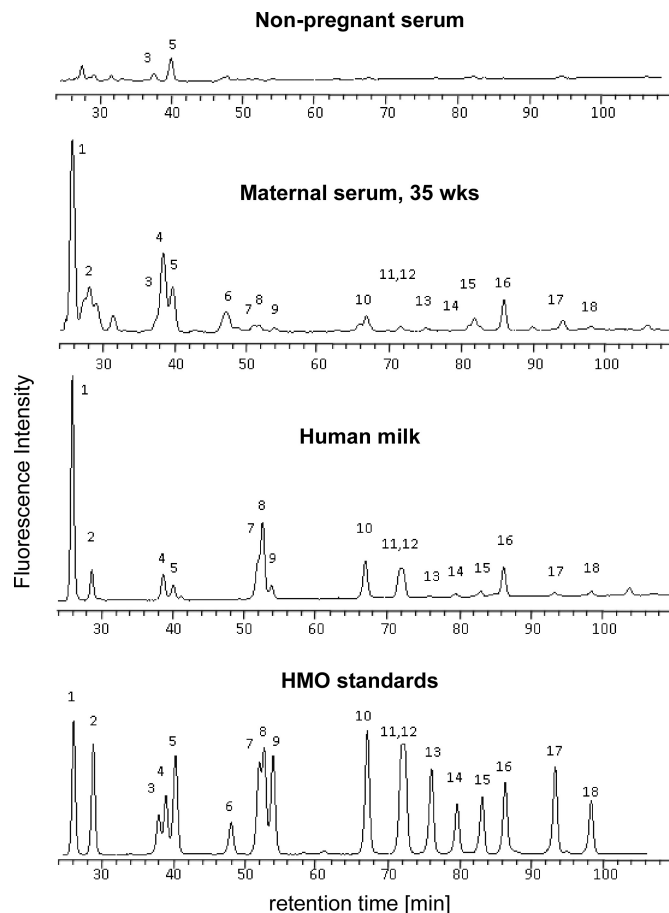 Non-pregnant serum
3 5
30 40 50 60 70 80 90 100
Maternal serum, 35 wks
1 2 3 4 5 6 7 8 9 10 11,12 13 14 15 16 17 18
30 40 50 60 70 80 90 100
Human milk
1 2 4 5 7 8 9 10 11,12 13 14 15 16 17 18
30 40 50 60 70 80 90 100
HMO standards
1 2 3 4 5 6 7 8 9 10 11,12 13 14 15 16 17 18
30 40 50 60 70 80 90 100
retention time [min]
Fluorescence Intensity